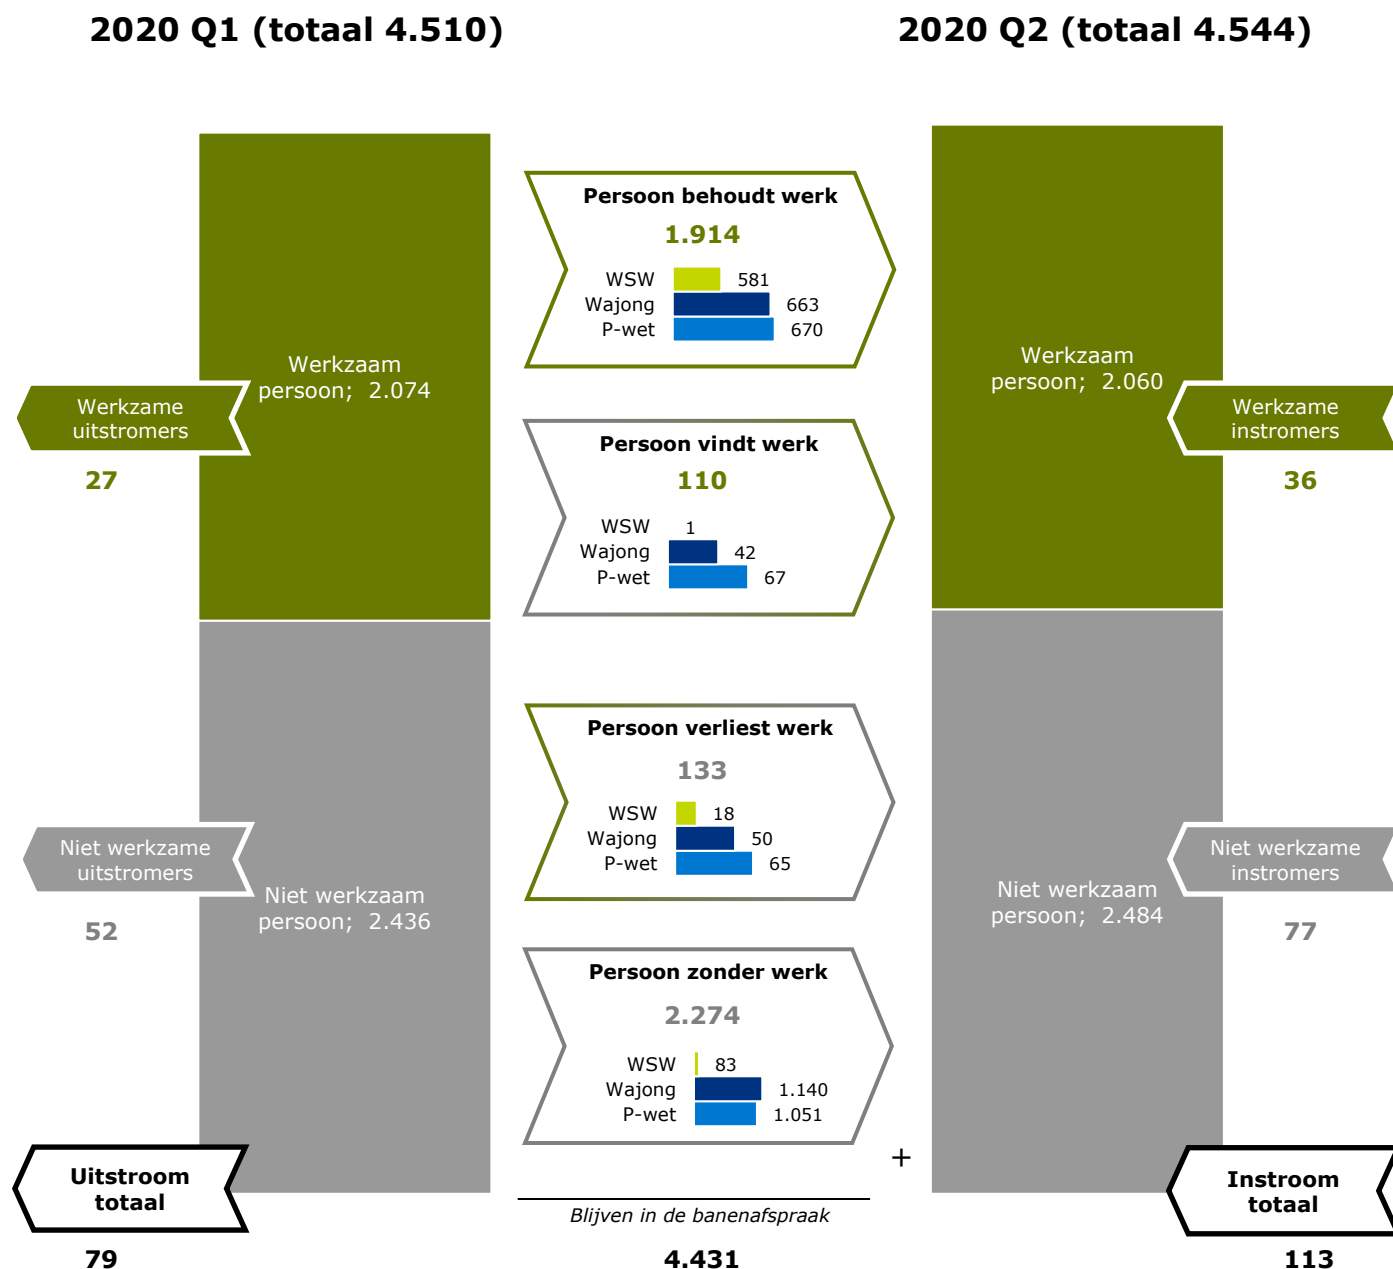 2020 Q1 (totaal 4.510)
2020 Q2 (totaal 4.544)
Werkzaam
persoon; 2.074
Werkzame
uitstromers
27
Niet werkzaam
persoon; 2.436
Niet werkzame
uitstromers
52
Uitstroom
totaal
79
Persoon behoudt werk
1.914
WSW 581
Wajong 663
P-wet 670
Persoon vindt werk
110
WSW 1
Wajong 42
P-wet 67
Persoon verliest werk
133
WSW 18
Wajong 50
P-wet 65
Persoon zonder werk
2.274
WSW 83
Wajong 1.140
P-wet 1.051
+
Blijven in de banenafspraak
4.431
Werkzaam
persoon; 2.060
Werkzame
instromers
36
Niet werkzaam
persoon; 2.484
Niet werkzame
instromers
77
Instroom
totaal
113